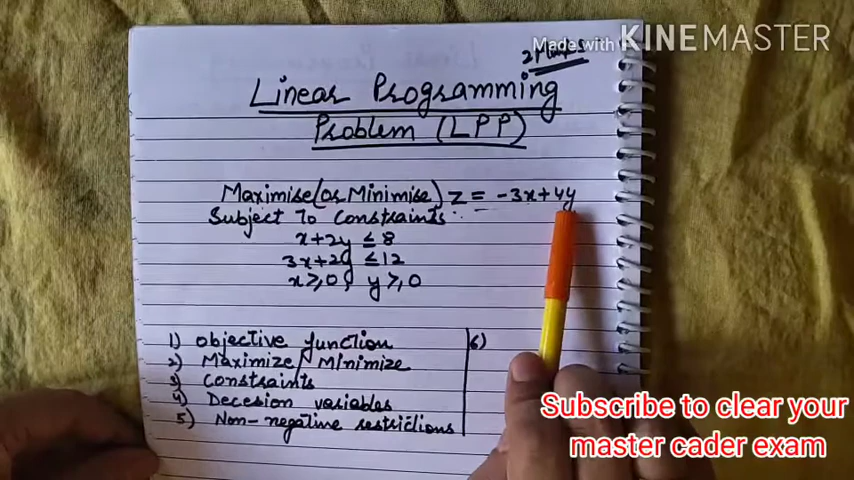 Made with KINEMASTER
Linear Programming
Problem (LPP)
Maximise (or Minimise) Z = -3x+4y
Subject To Constraints:
x+2y ≤ 8
3x+2y ≤ 12
x≥0, y≥0
1) objective function
2) Maximize/Minimize
3) Constraints
4) Decesion variables
5) Non-negative restrictions
6)
Subscribe to clear your
master cader exam